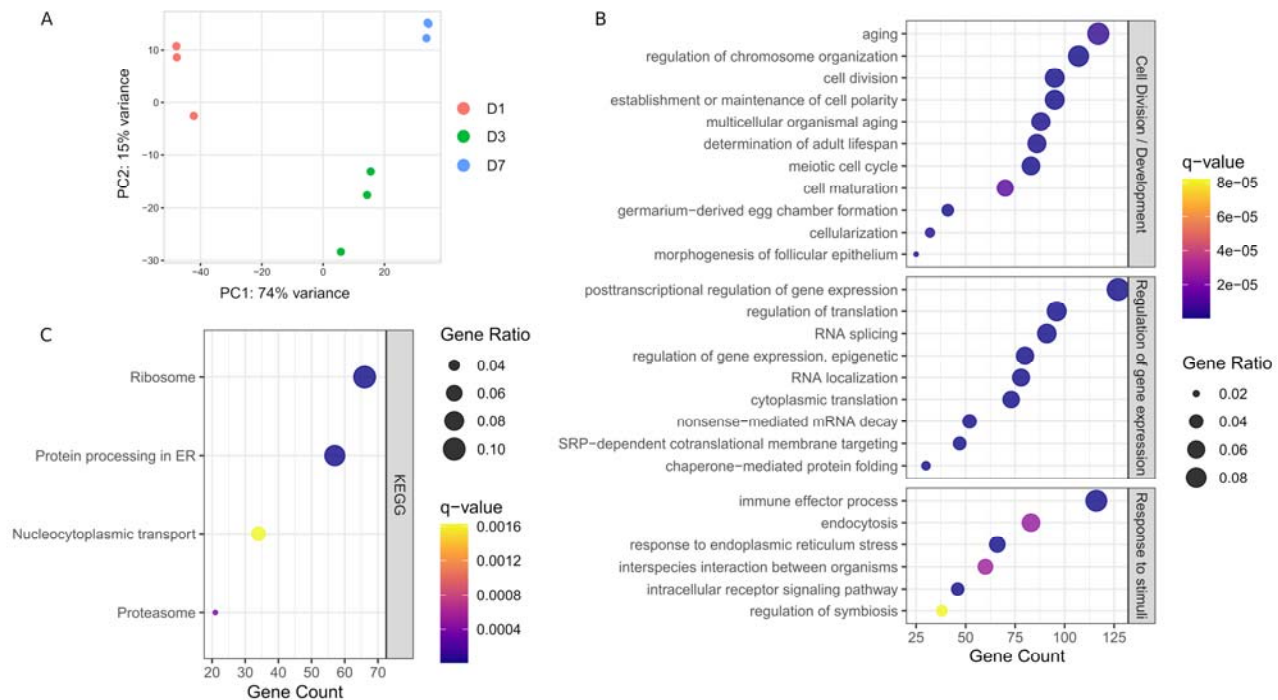 A
PC2: 15% variance
10
0
−10
−20
−30
−40
−20
0
20
PC1: 74% variance
D1
D3
D7
B
aging
regulation of chromosome organization
cell division
establishment or maintenance of cell polarity
multicellular organismal aging
determination of adult lifespan
meiotic cell cycle
cell maturation
germarium−derived egg chamber formation
cellularization
morphogenesis of follicular epithelium
Cell Division / Development
posttranscriptional regulation of gene expression
regulation of translation
RNA splicing
regulation of gene expression. epigenetic
RNA localization
cytoplasmic translation
nonsense−mediated mRNA decay
SRP−dependent cotranslational membrane targeting
chaperone−mediated protein folding
Regulation of gene expression
immune effector process
endocytosis
response to endoplasmic reticulum stress
interspecies interaction between organisms
intracellular receptor signaling pathway
regulation of symbiosis
Response to stimuli
25
50
75
100
125
Gene Count
q−value
8e−05
6e−05
4e−05
2e−05
Gene Ratio
0.02
0.04
0.06
0.08
C
Ribosome
Protein processing in ER
Nucleocytoplasmic transport
Proteasome
KEGG
20
30
40
50
60
70
Gene Count
Gene Ratio
0.04
0.06
0.08
0.10
q−value
0.0016
0.0012
0.0008
0.0004